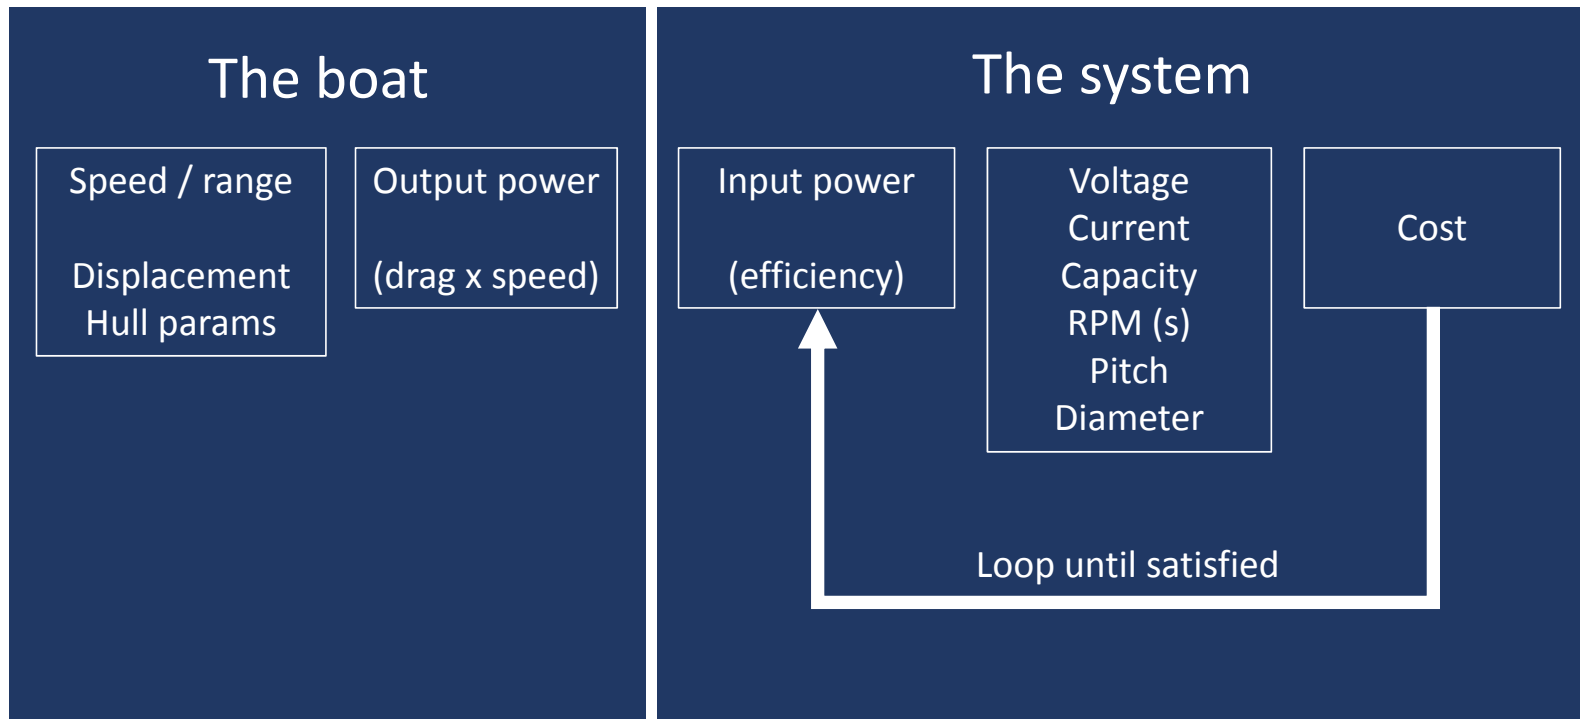 The boat
Speed / range
Displacement
Hull params
Output power
(drag x speed)
The system
Input power
(efficiency)
Voltage
Current
Capacity
RPM (s)
Pitch
Diameter
Cost
Loop until satisfied